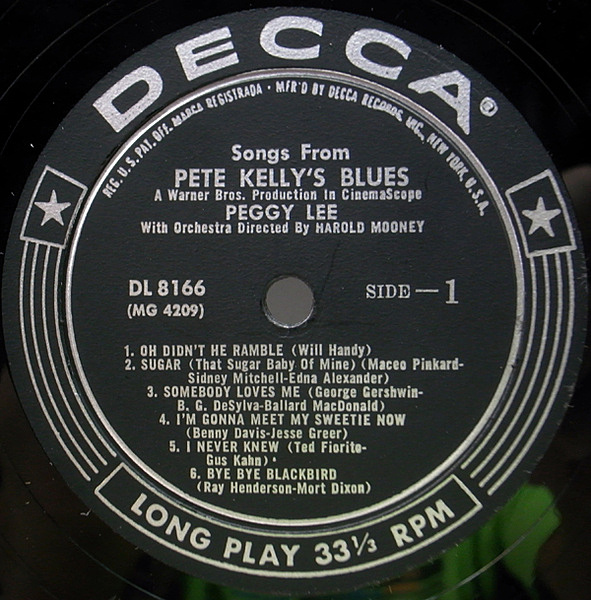 DECCA®
REG. U.S. PAT. OFF. MARCA REGISTRADA • MFR'D BY DECCA RECORDS, INC., NEW YORK, U.S.A.
Songs From
PETE KELLY'S BLUES
A Warner Bros. Production In CinemaScope
PEGGY LEE
With Orchestra Directed By HAROLD MOONEY
DL 8166
(MG 4209)
SIDE—1
1. OH DIDN'T HE RAMBLE (Will Handy)
2. SUGAR (That Sugar Baby Of Mine) (Maceo Pinkard-
Sidney Mitchell-Edna Alexander)
3. SOMEBODY LOVES ME (George Gershwin-
B. G. DeSylva-Ballard MacDonald)
4. I'M GONNA MEET MY SWEETIE NOW
(Benny Davis-Jesse Greer)
5. I NEVER KNEW (Ted Fiorito-
Gus Kahn)
6. BYE BYE BLACKBIRD
(Ray Henderson-Mort Dixon)
LONG PLAY 33⅓ RPM